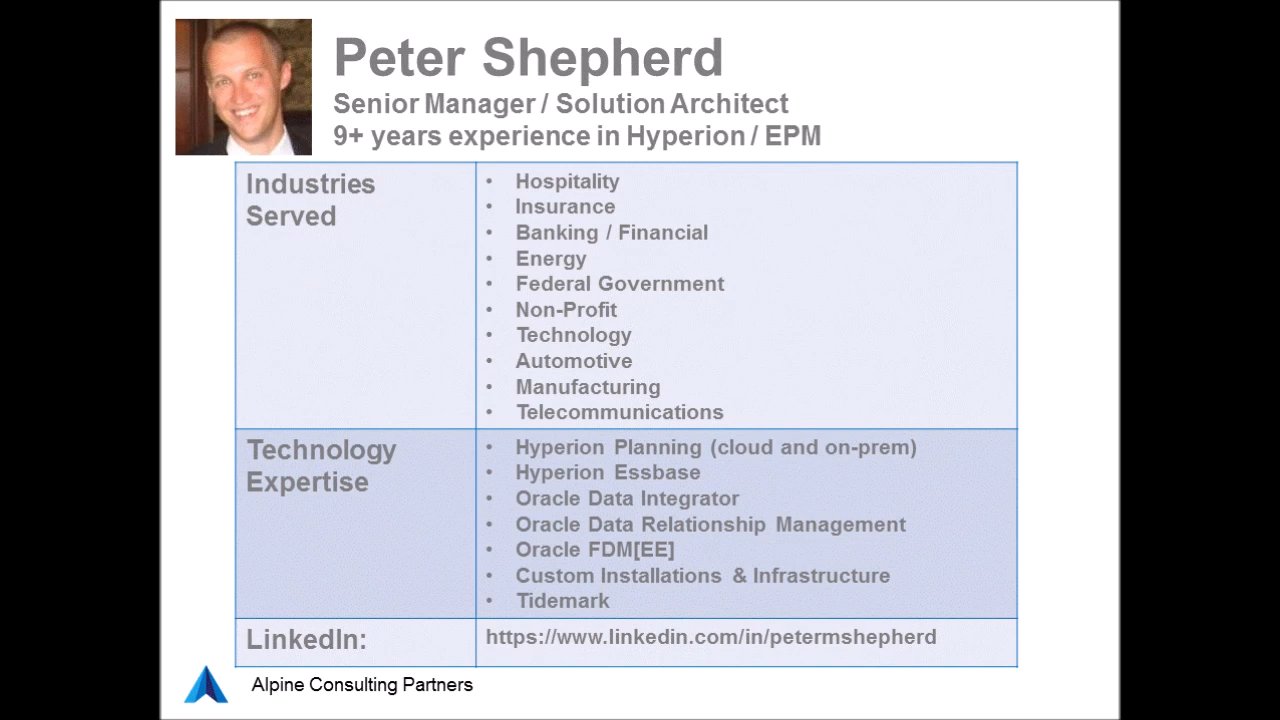 Peter Shepherd
Senior Manager / Solution Architect
9+ years experience in Hyperion / EPM
Industries
Served
• Hospitality
• Insurance
• Banking / Financial
• Energy
• Federal Government
• Non-Profit
• Technology
• Automotive
• Manufacturing
• Telecommunications
Technology
Expertise
• Hyperion Planning (cloud and on-prem)
• Hyperion Essbase
• Oracle Data Integrator
• Oracle Data Relationship Management
• Oracle FDM[EE]
• Custom Installations & Infrastructure
• Tidemark
LinkedIn:
https://www.linkedin.com/in/petermshepherd
Alpine Consulting Partners